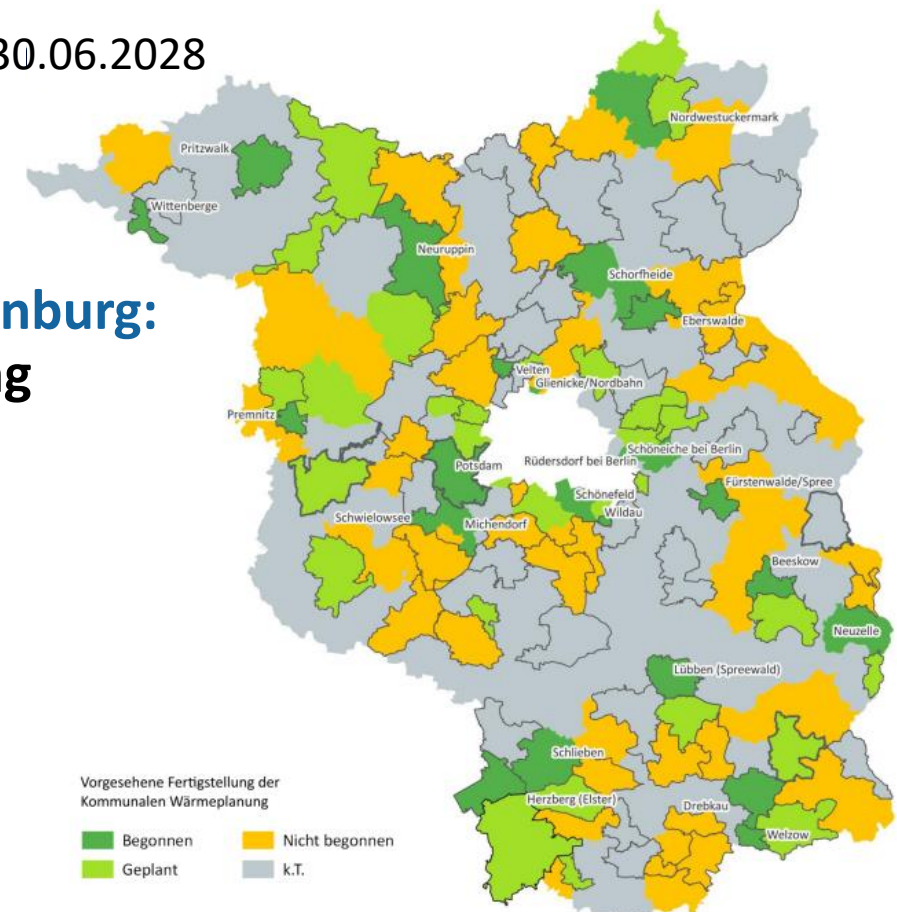 30.06.2028
nburg:
g
Nordwestuckermark
Pritzwalk
Wittenberge
Neuruppin
Schorfheide
Eberswalde
Velten
Glienicke/Nordbahn
Premnitz
Schöneiche bei Berlin
Potsdam
Rüdersdorf bei Berlin
Fürstenwalde/Spree
Schönefeld
Wildau
Schwielowsee
Michendorf
Beeskow
Neuzelle
Lübben (Spreewald)
Schlieben
Herzberg (Elster)
Drebkau
Welzow
Vorgesehene Fertigstellung der
Kommunalen Wärmeplanung
Begonnen
Nicht begonnen
Geplant
k.T.